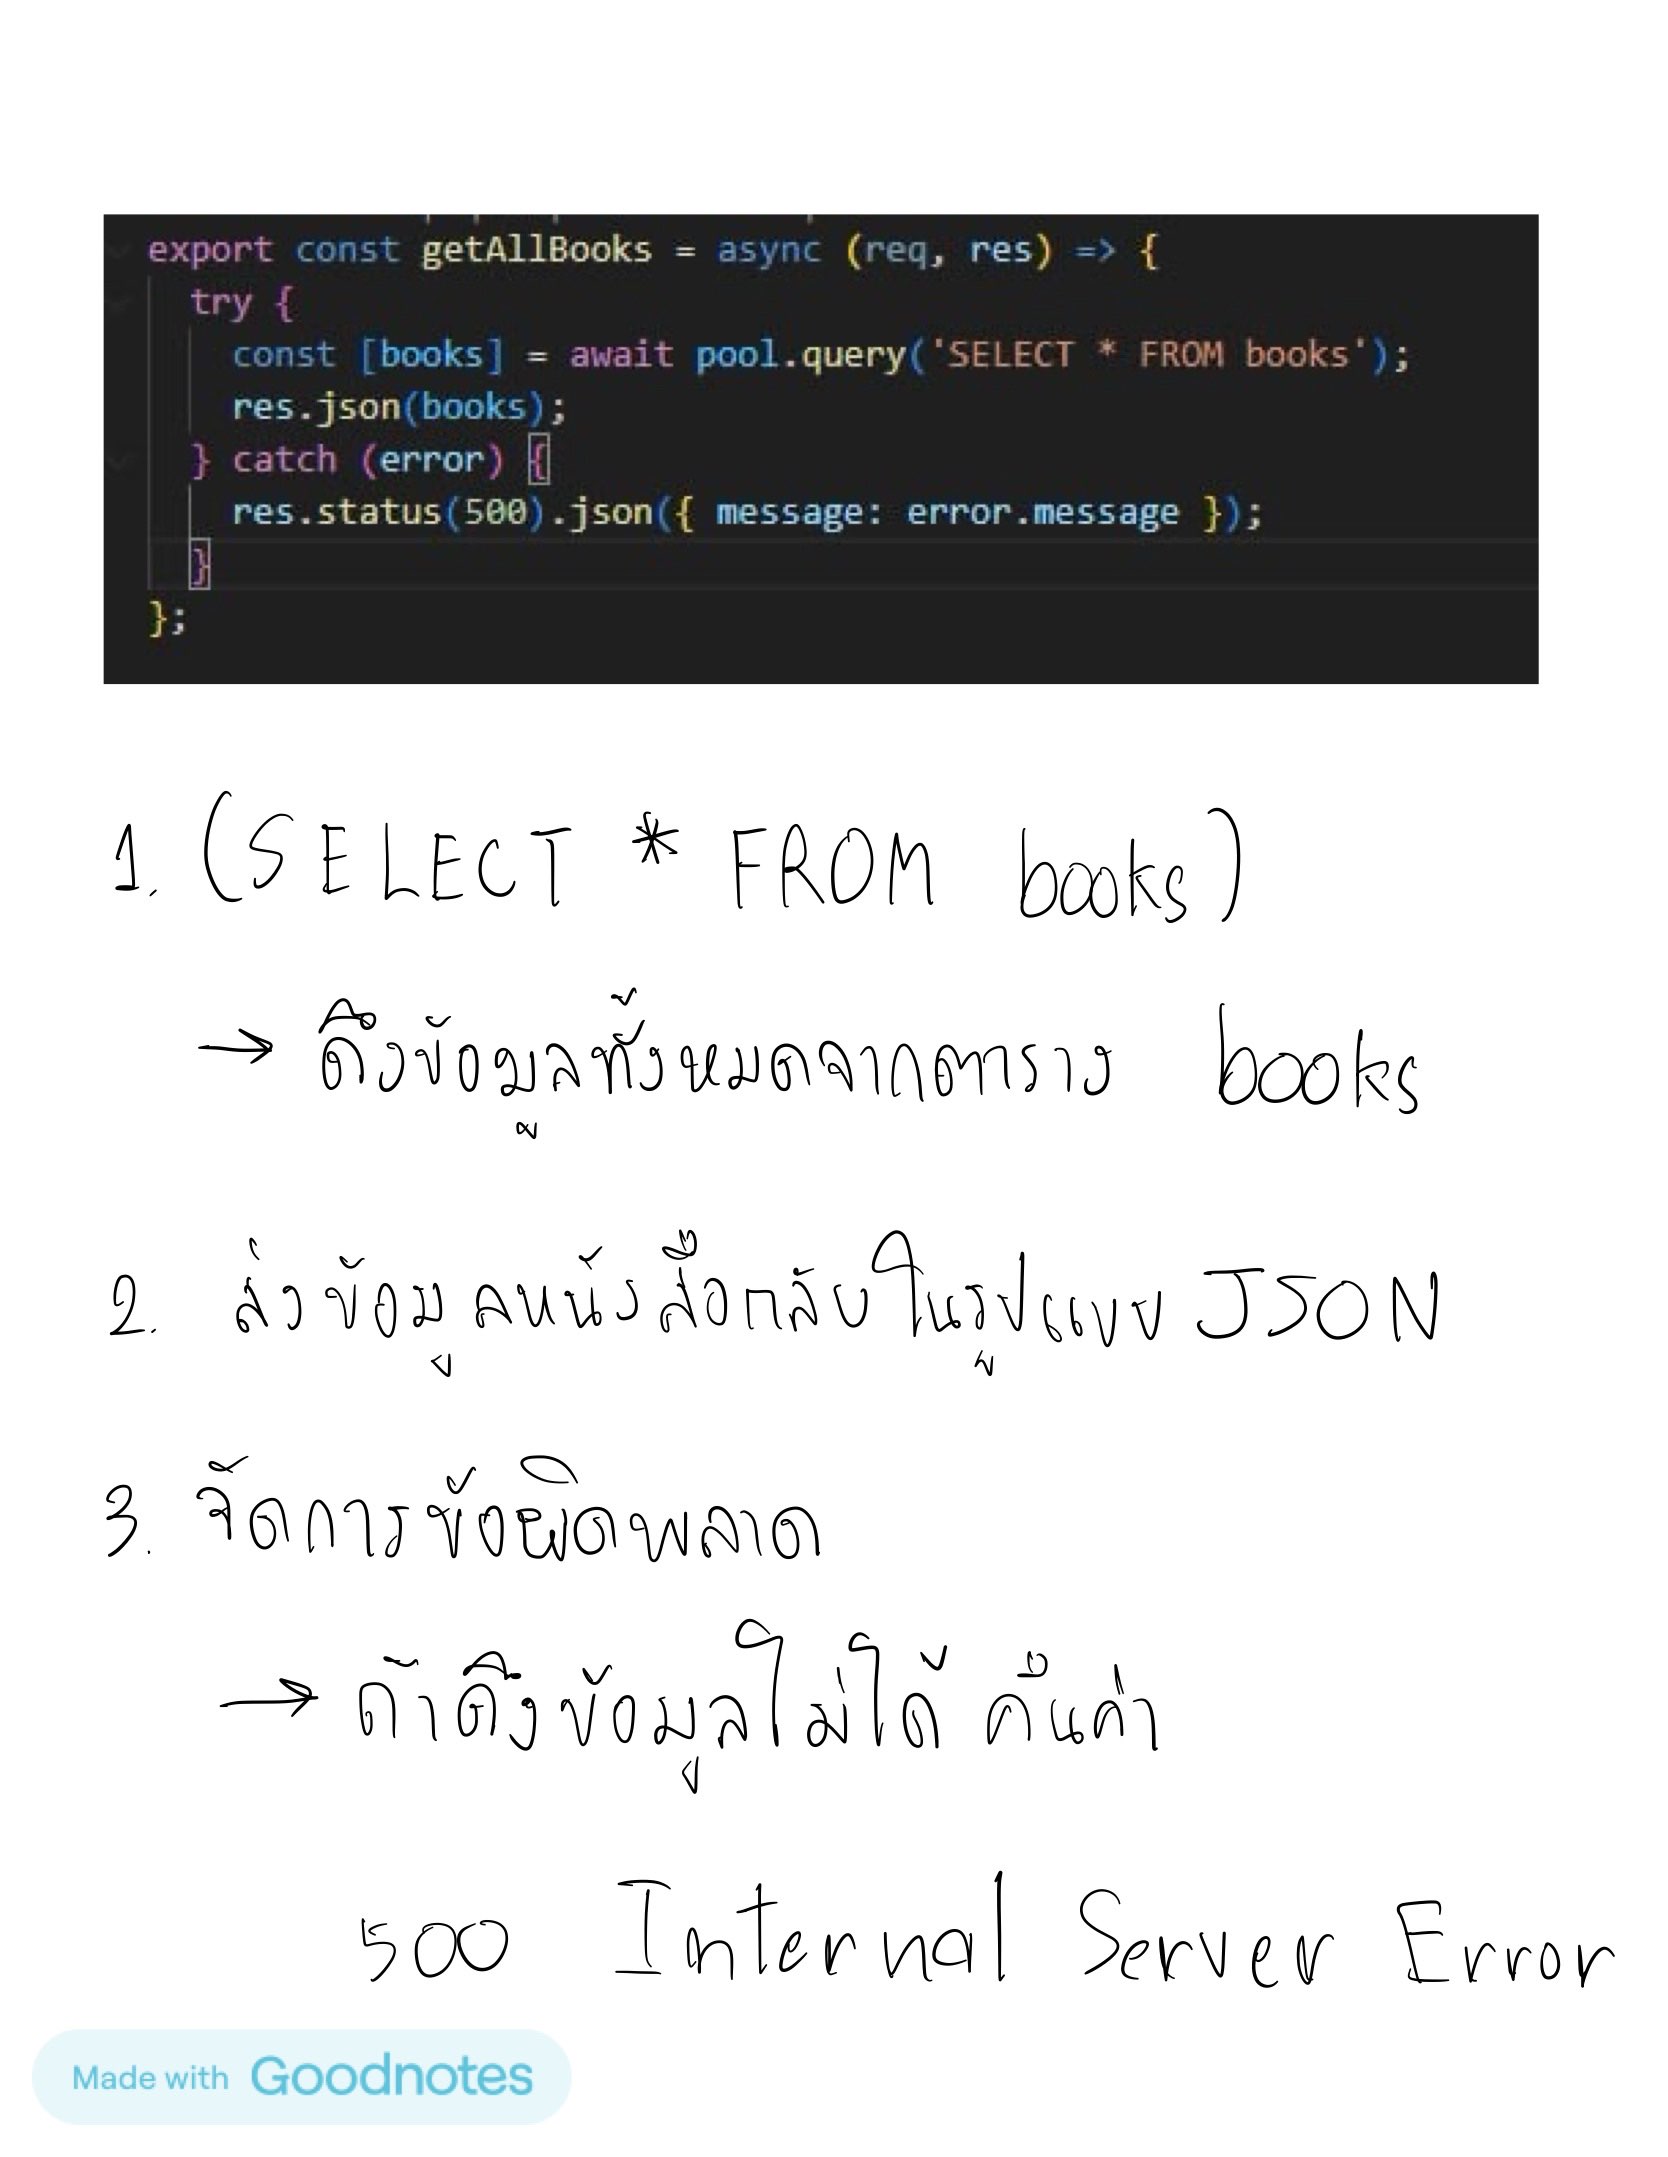 export const getAllBooks = async (req, res) => {
try {
const [books] = await pool.query('SELECT * FROM books');
res.json(books);
} catch (error) {
res.status(500).json({ message: error.message });
}
};
1. (SELECT * FROM books)
→ ดึงข้อมูลทั้งหมดจากตาราง books
2. ส่งข้อมูลหนังสือกลับในรูปแบบ JSON
3. จัดการข้อผิดพลาด
→ ถ้าดึงข้อมูลไม่ได้ คืนค่า
500 Internal Server Error
Made with Goodnotes